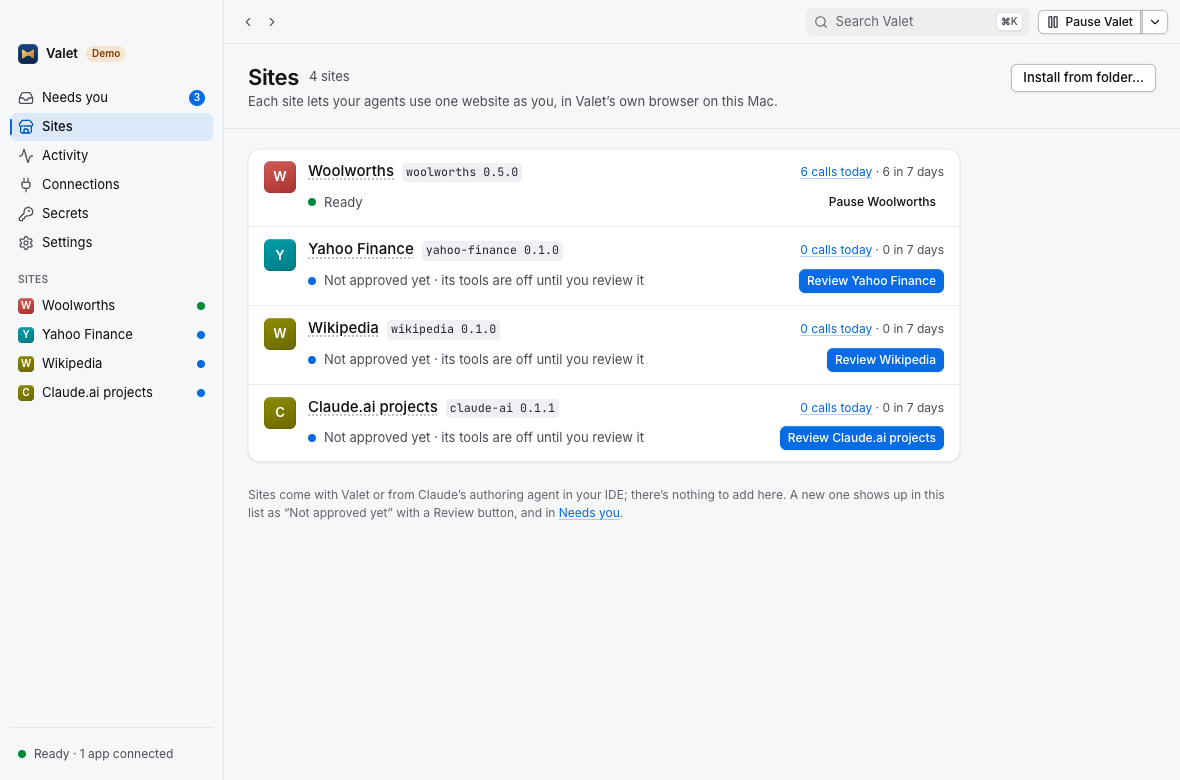 Search Valet
⌘K
Pause Valet
Valet
Demo
Needs you
3
Sites
Activity
Connections
Secrets
Settings
SITES
W Woolworths
Y Yahoo Finance
W Wikipedia
C Claude.ai projects
Ready · 1 app connected
Sites 4 sites
Install from folder...
Each site lets your agents use one website as you, in Valet’s own browser on this Mac.
W
Woolworths woolworths 0.5.0
6 calls today · 6 in 7 days
Ready
Pause Woolworths
Y
Yahoo Finance yahoo-finance 0.1.0
0 calls today · 0 in 7 days
Not approved yet · its tools are off until you review it
Review Yahoo Finance
W
Wikipedia wikipedia 0.1.0
0 calls today · 0 in 7 days
Not approved yet · its tools are off until you review it
Review Wikipedia
C
Claude.ai projects claude-ai 0.1.1
0 calls today · 0 in 7 days
Not approved yet · its tools are off until you review it
Review Claude.ai projects
Sites come with Valet or from Claude’s authoring agent in your IDE; there’s nothing to add here. A new one shows up in this
list as “Not approved yet” with a Review button, and in Needs you.